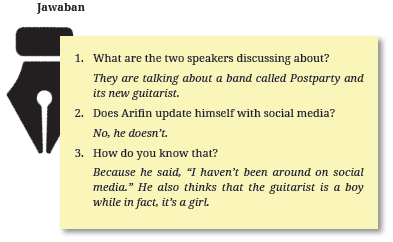 Jawaban
1. What are the two speakers discussing about?
They are talking about a band called Postparty and
its new guitarist.
2. Does Arifin update himself with social media?
No, he doesn't.
3. How do you know that?
Because he said, "I haven't been around on social
media." He also thinks that the guitarist is a boy
while in fact, it's a girl.